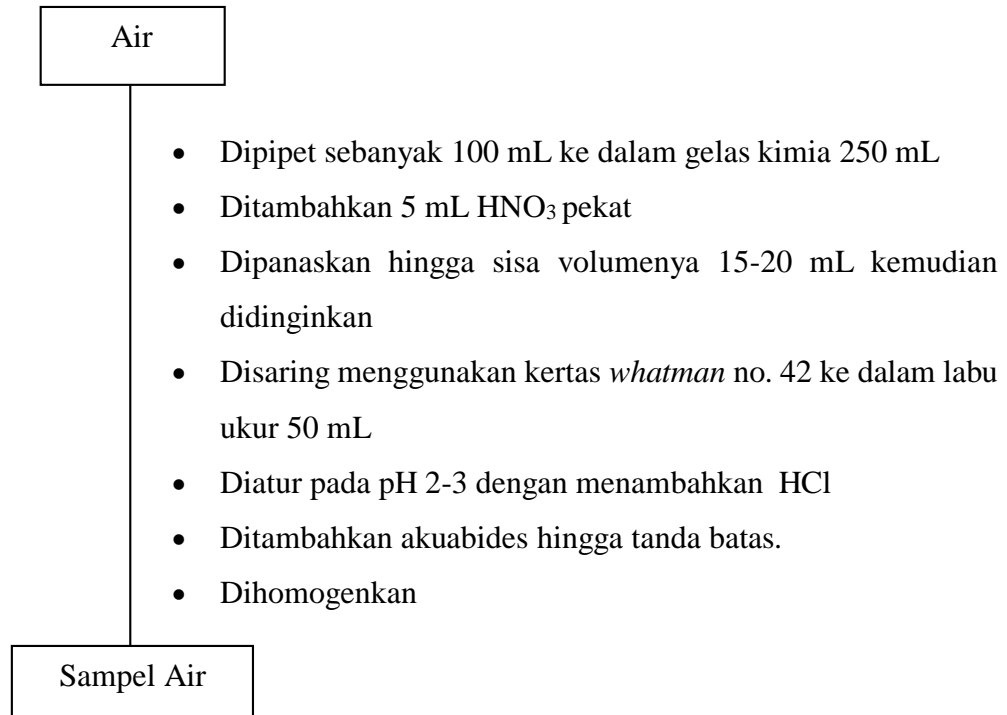 Air
• Dipipet sebanyak 100 mL ke dalam gelas kimia 250 mL
• Ditambahkan 5 mL HNO₃ pekat
• Dipanaskan hingga sisa volumenya 15-20 mL kemudian
didinginkan
• Disaring menggunakan kertas whatman no. 42 ke dalam labu
ukur 50 mL
• Diatur pada pH 2-3 dengan menambahkan HCl
• Ditambahkan akuabides hingga tanda batas.
• Dihomogenkan
Sampel Air